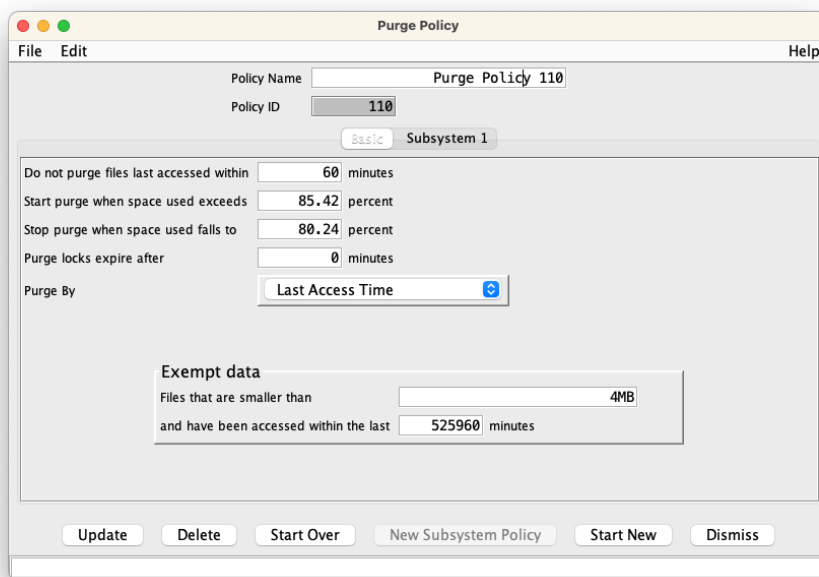 Purge Policy
File Edit Help
Policy Name Purge Policy 110
Policy ID 110
Basic Subsystem 1
Do not purge files last accessed within 60 minutes
Start purge when space used exceeds 85.42 percent
Stop purge when space used falls to 80.24 percent
Purge locks expire after 0 minutes
Purge By Last Access Time
Exempt data
Files that are smaller than 4MB
and have been accessed within the last 525960 minutes
Update Delete Start Over New Subsystem Policy Start New Dismiss